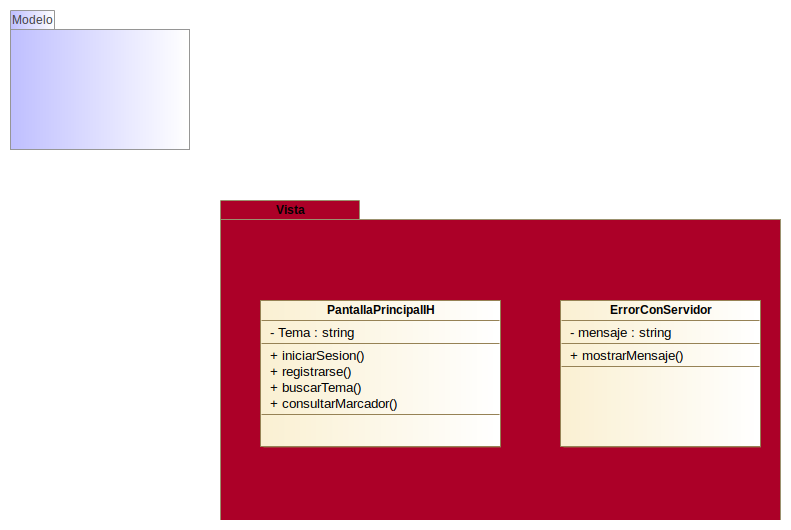 Modelo
Vista
PantallaPrincipalIH
- Tema : string
+ iniciarSesion()
+ registrarse()
+ buscarTema()
+ consultarMarcador()
ErrorConServidor
- mensaje : string
+ mostrarMensaje()